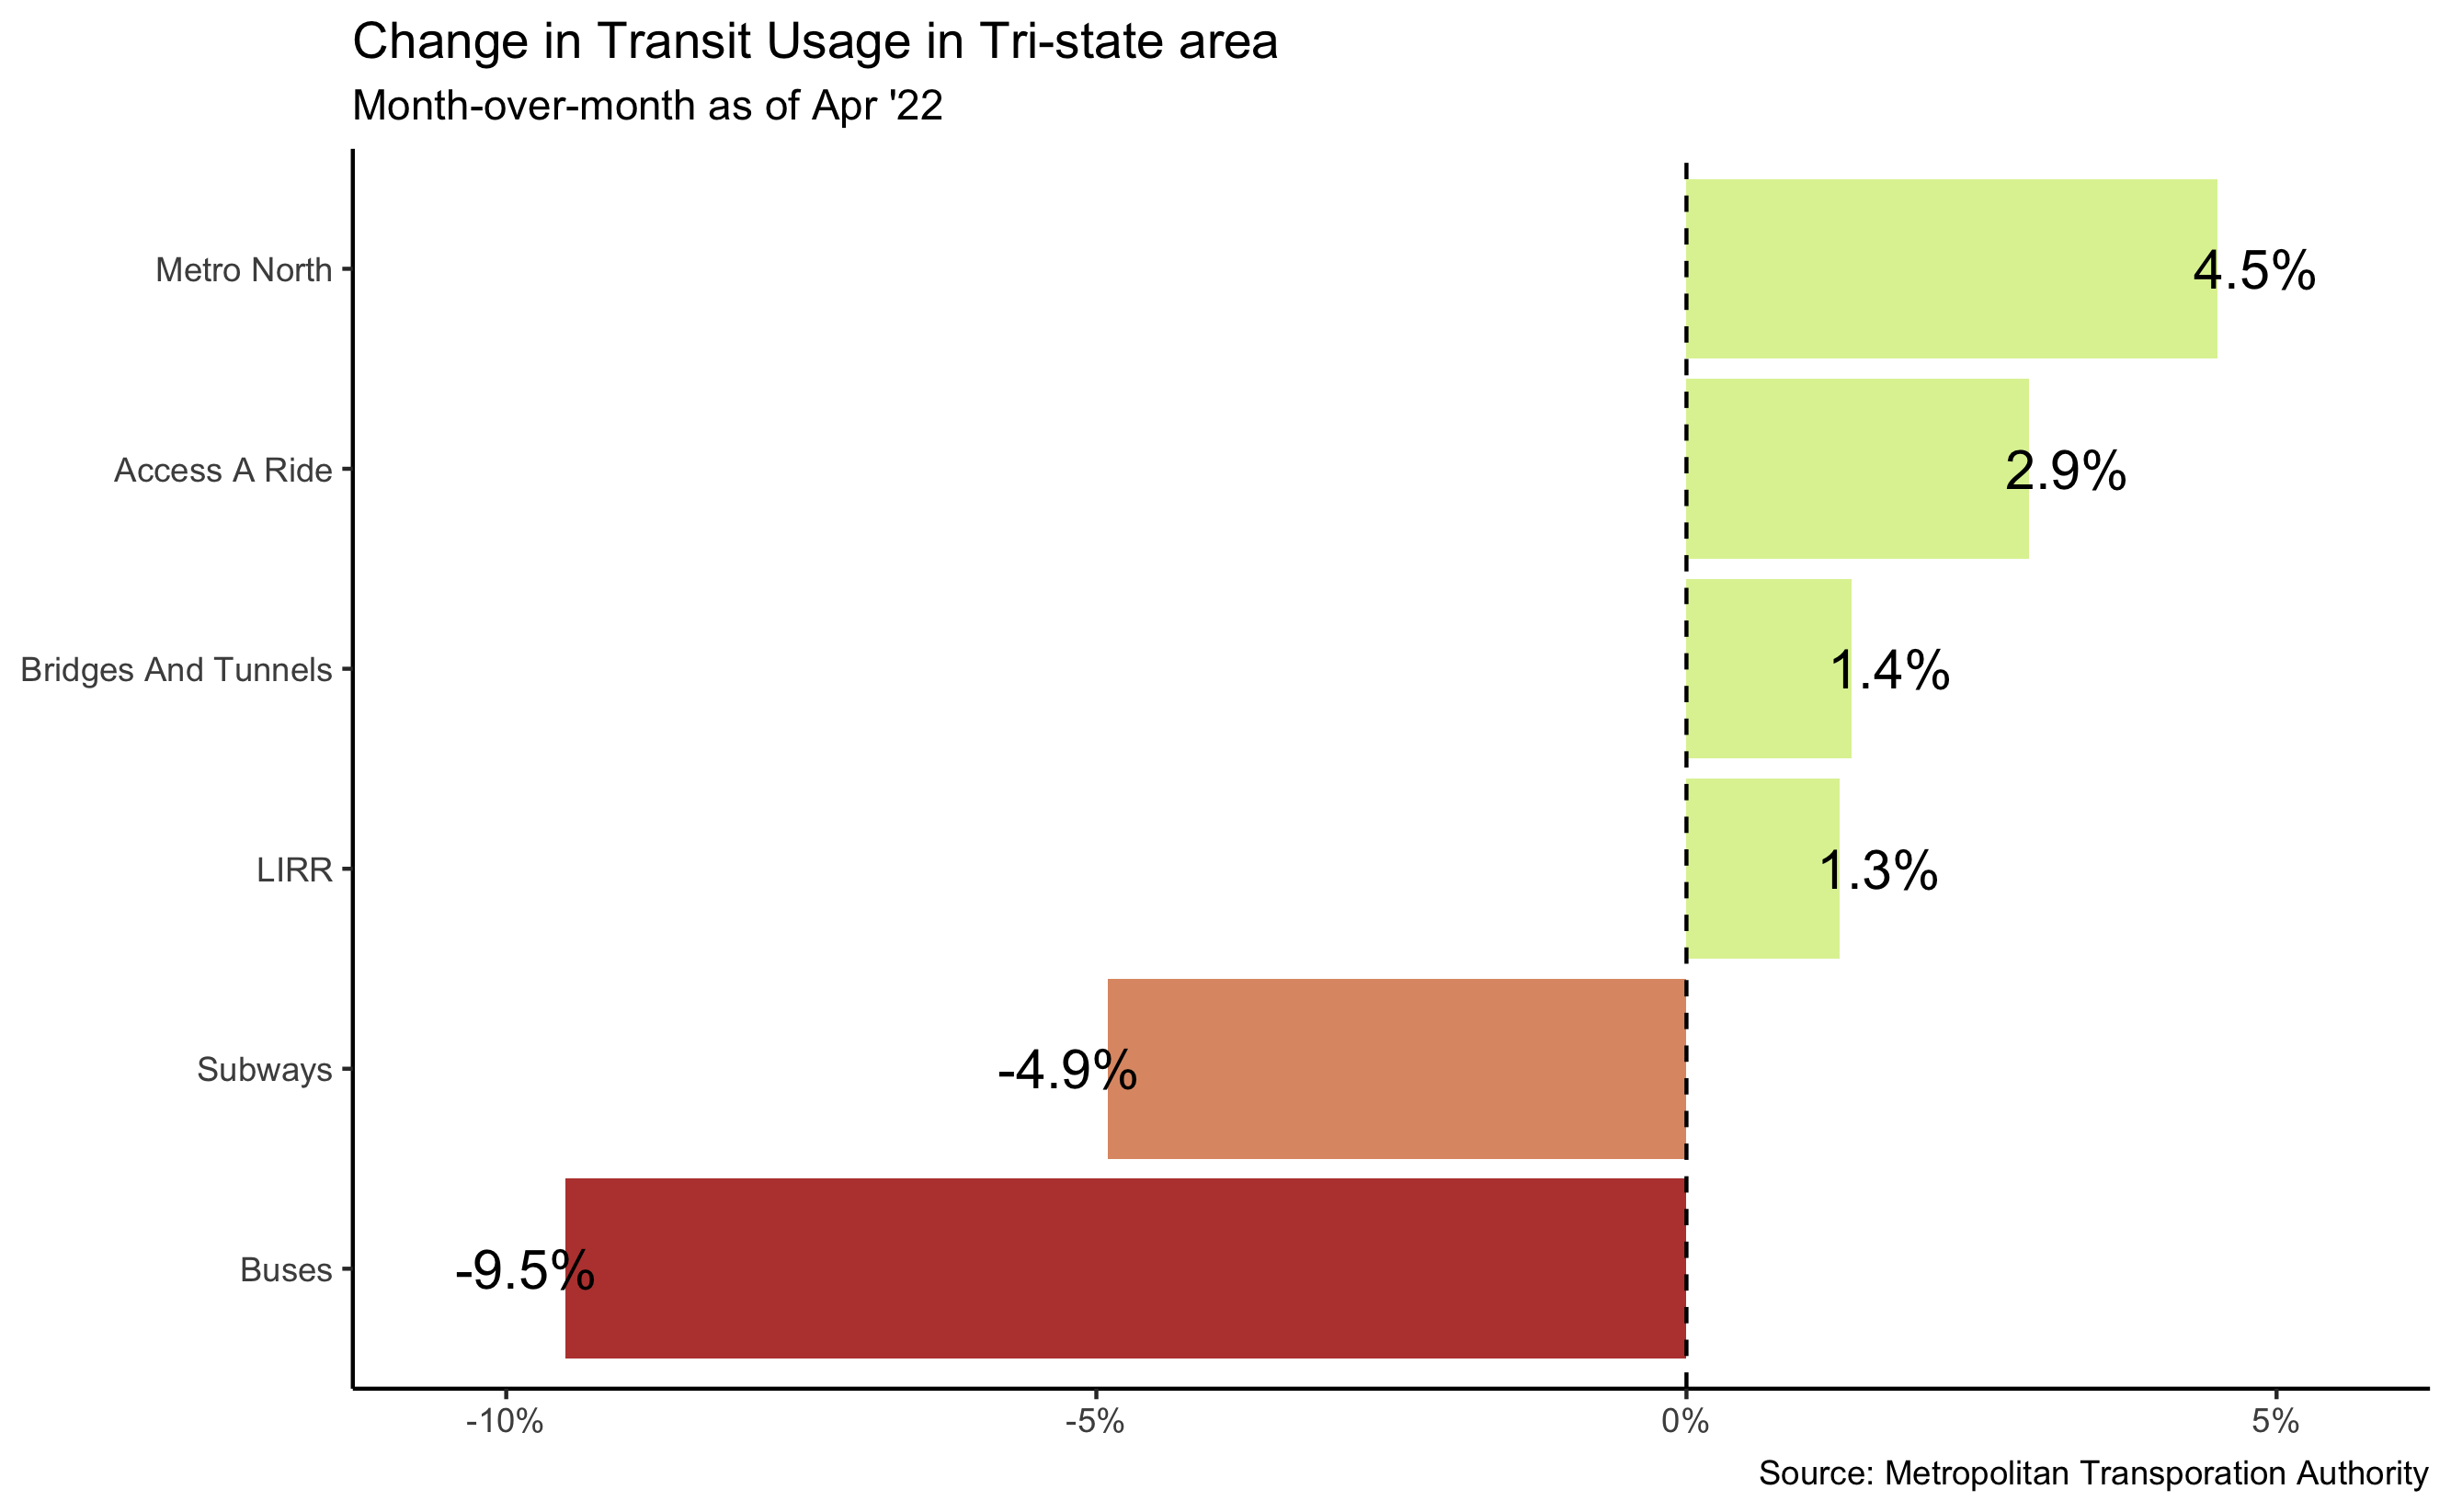 Change in Transit Usage in Tri-state area
Month-over-month as of Apr '22
Metro North
4.5%
Access A Ride
2.9%
Bridges And Tunnels
1.4%
LIRR
1.3%
Subways
-4.9%
Buses
-9.5%
-10%
-5%
0%
5%
Source: Metropolitan Transporation Authority